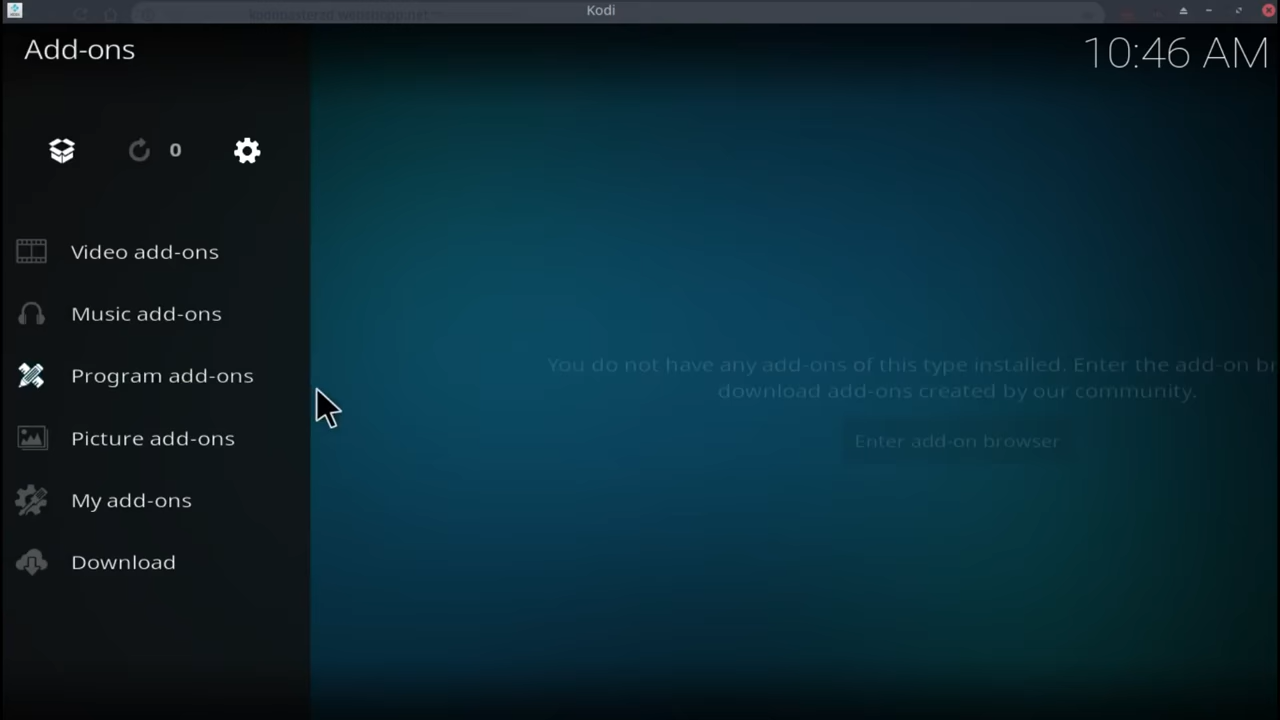 Kodi
Add-ons
10:46 AM
0
Video add-ons
Music add-ons
Program add-ons
Picture add-ons
My add-ons
Download
You do not have any add-ons of this type installed. Enter the add-on br
download add-ons created by our community.
Enter add-on browser